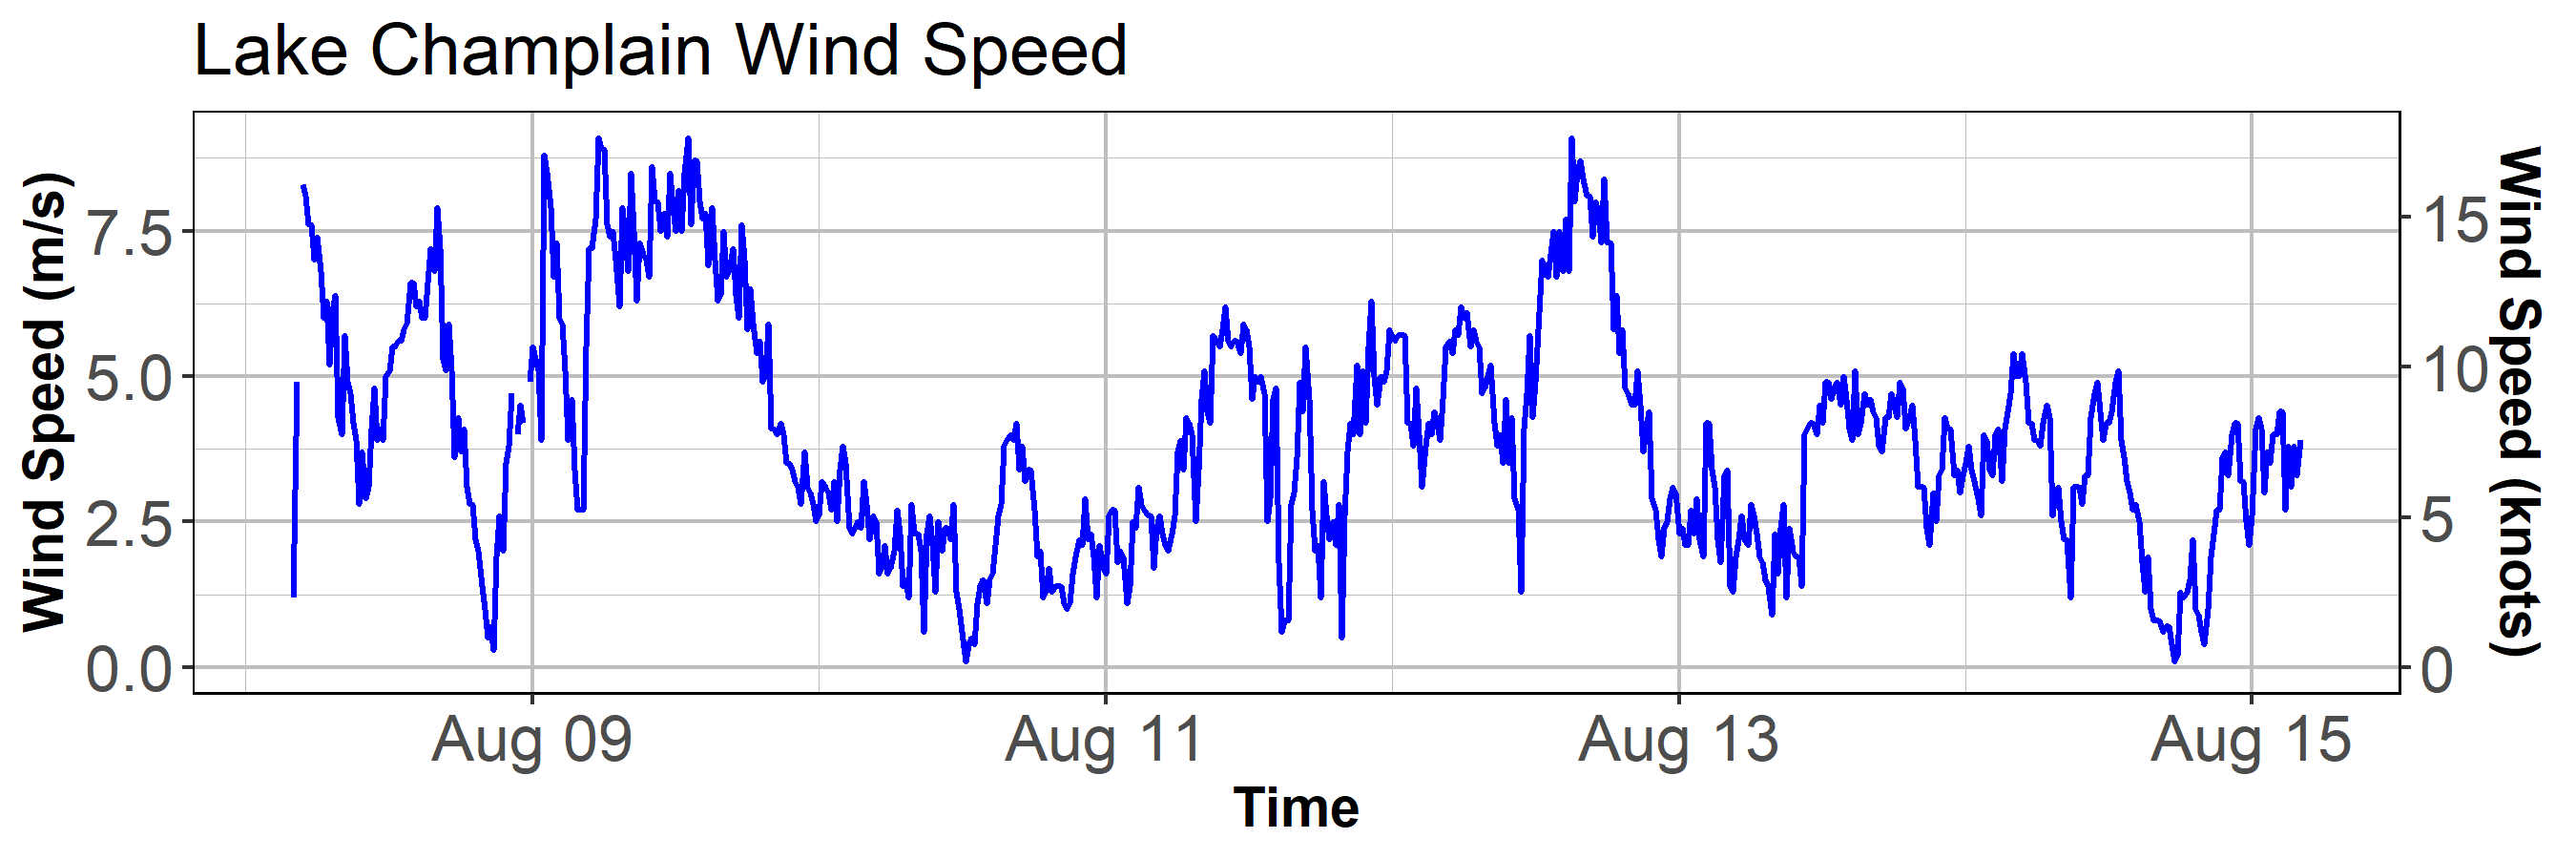 Lake Champlain Wind Speed
Wind Speed (m/s)
7.5
5.0
2.5
0.0
15
10
5
0
Wind Speed (knots)
Aug 09
Aug 11
Aug 13
Aug 15
Time